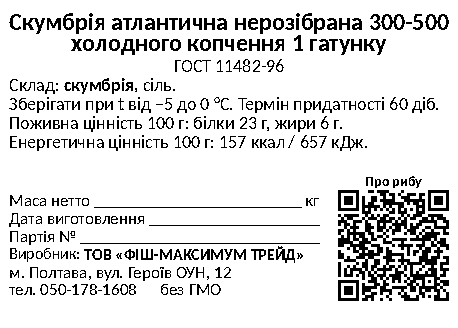 Скумбрія атлантична нерозібрана 300-500
холодного копчення 1 гатунку
ГОСТ 11482-96
Склад: скумбрія, сіль.
Зберігати при t від –5 до 0 °С. Термін придатності 60 діб.
Поживна цінність 100 г: білки 23 г, жири 6 г.
Енергетична цінність 100 г: 157 ккал / 657 кДж.
Про рибу
Маса нетто ____________________ кг
Дата виготовлення ____________________
Партія № ____________________
Виробник: ТОВ «ФІШ-МАКСИМУМ ТРЕЙД»
м. Полтава, вул. Героїв ОУН, 12
тел. 050-178-1608 без ГМО